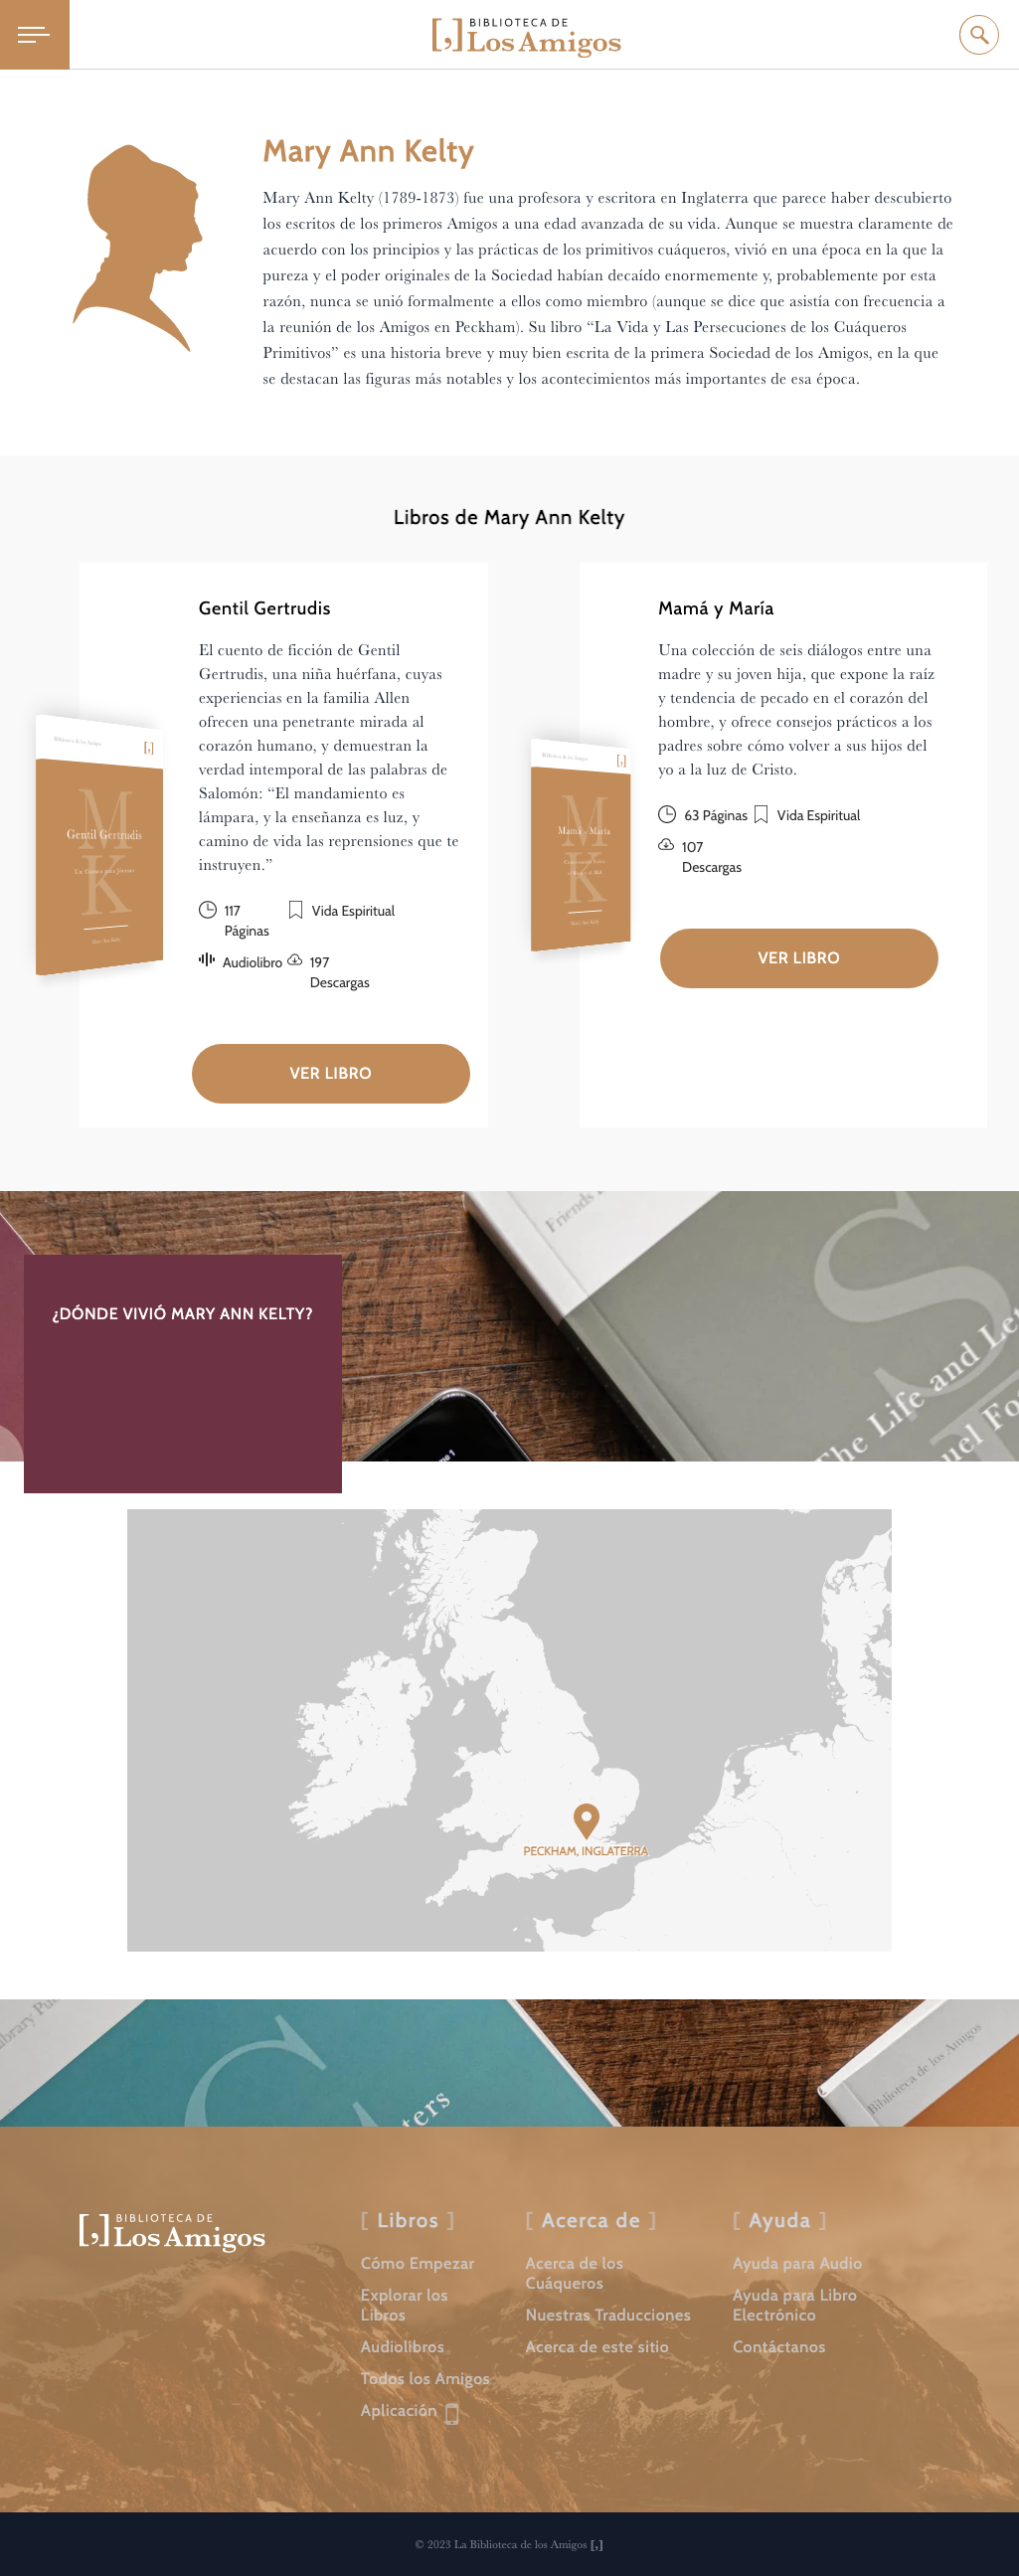 BIBLIOTECA DE
Los Amigos
Mary Ann Kelty
Mary Ann Kelty (1789-1873) fue una profesora y escritora en Inglaterra que parece haber descubierto
los escritos de los primeros Amigos a una edad avanzada de su vida. Aunque se muestra claramente de
acuerdo con los principios y las prácticas de los primitivos cuáqueros, vivió en una época en la que la
pureza y el poder originales de la Sociedad habían decaído enormemente y, probablemente por esta
razón, nunca se unió formalmente a ellos como miembro (aunque se dice que asistía con frecuencia a
la reunión de los Amigos en Peckham). Su libro “La Vida y Las Persecuciones de los Cuáqueros
Primitivos” es una historia breve y muy bien escrita de la primera Sociedad de los Amigos, en la que
se destacan las figuras más notables y los acontecimientos más importantes de esa época.
Libros de Mary Ann Kelty
Biblioteca de los Amigos
[,]
MK
Gentil Gertrudis
Mary Ann Kelty
Gentil Gertrudis
El cuento de ficción de Gentil
Gertrudis, una niña huérfana, cuyas
experiencias en la familia Allen
ofrecen una penetrante mirada al
corazón humano, y demuestran la
verdad intemporal de las palabras de
Salomón: “El mandamiento es
lámpara, y la enseñanza es luz, y
camino de vida las reprensiones que te
instruyen.”
117
Páginas
Vida Espiritual
Audiolibro
197
Descargas
VER LIBRO
Biblioteca de los Amigos
[,]
MK
Mamá y María
Mary Ann Kelty
Mamá y María
Una colección de seis diálogos entre una
madre y su joven hija, que expone la raíz
y tendencia de pecado en el corazón del
hombre, y ofrece consejos prácticos a los
padres sobre cómo volver a sus hijos del
yo a la luz de Cristo.
63 Páginas
Vida Espiritual
107
Descargas
VER LIBRO
¿DÓNDE VIVIÓ MARY ANN KELTY?
Friends
S
The Life and Let
uel Fo
PECKHAM, INGLATERRA
ibrary Pu
C
tters
Biblioteca de los Amigos
BIBLIOTECA DE
Los Amigos
[ Libros ]
Cómo Empezar
Explorar los
Libros
Audiolibros
Todos los Amigos
Aplicación
[ Acerca de ]
Acerca de los
Cuáqueros
Nuestras Traducciones
Acerca de este sitio
[ Ayuda ]
Ayuda para Audio
Ayuda para Libro
Electrónico
Contáctanos
© 2023 La Biblioteca de los Amigos [,]